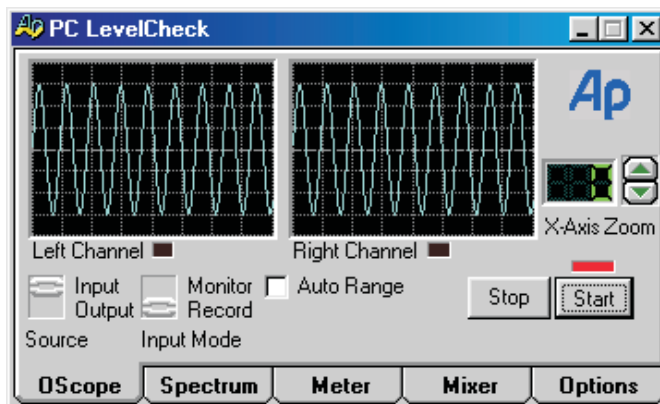 Ap PC LevelCheck
Ap
X-Axis Zoom
Left Channel
Right Channel
Input
Output
Monitor
Record
Auto Range
Stop
Start
Source
Input Mode
OScope
Spectrum
Meter
Mixer
Options